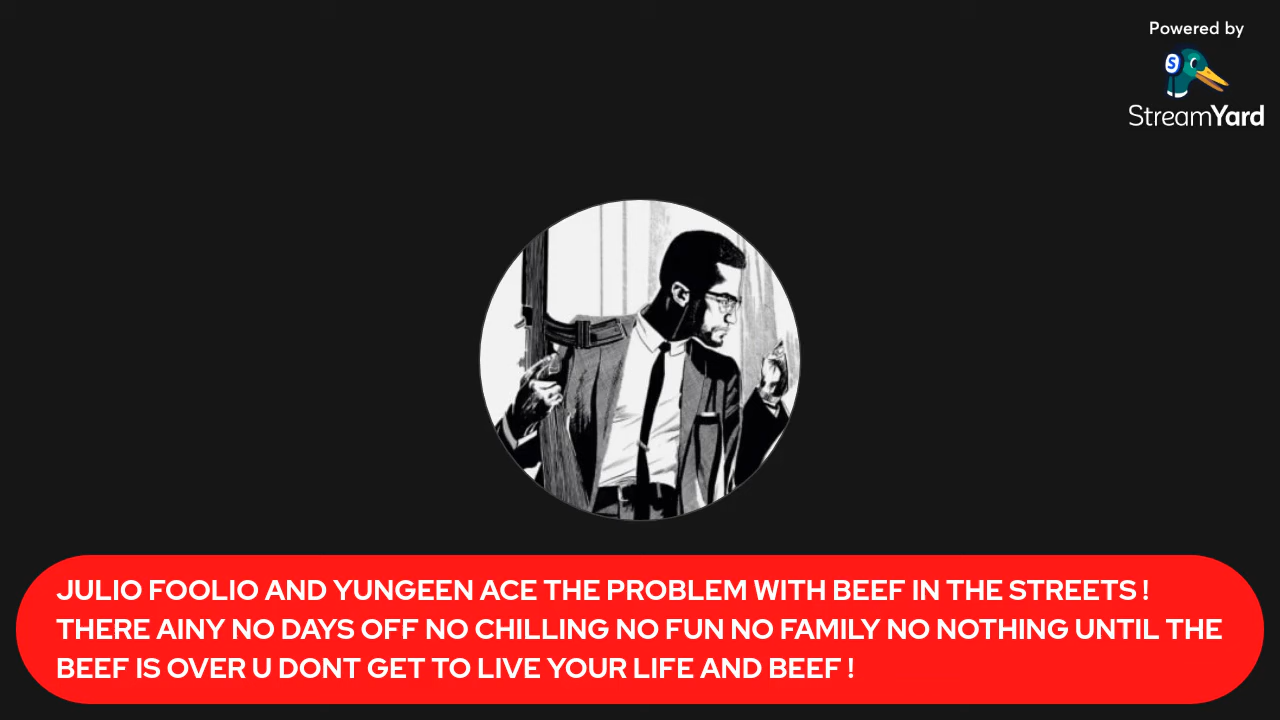 Powered by
S
StreamYard
JULIO FOOLIO AND YUNGEEN ACE THE PROBLEM WITH BEEF IN THE STREETS !
THERE AINY NO DAYS OFF NO CHILLING NO FUN NO FAMILY NO NOTHING UNTIL THE
BEEF IS OVER U DONT GET TO LIVE YOUR LIFE AND BEEF !